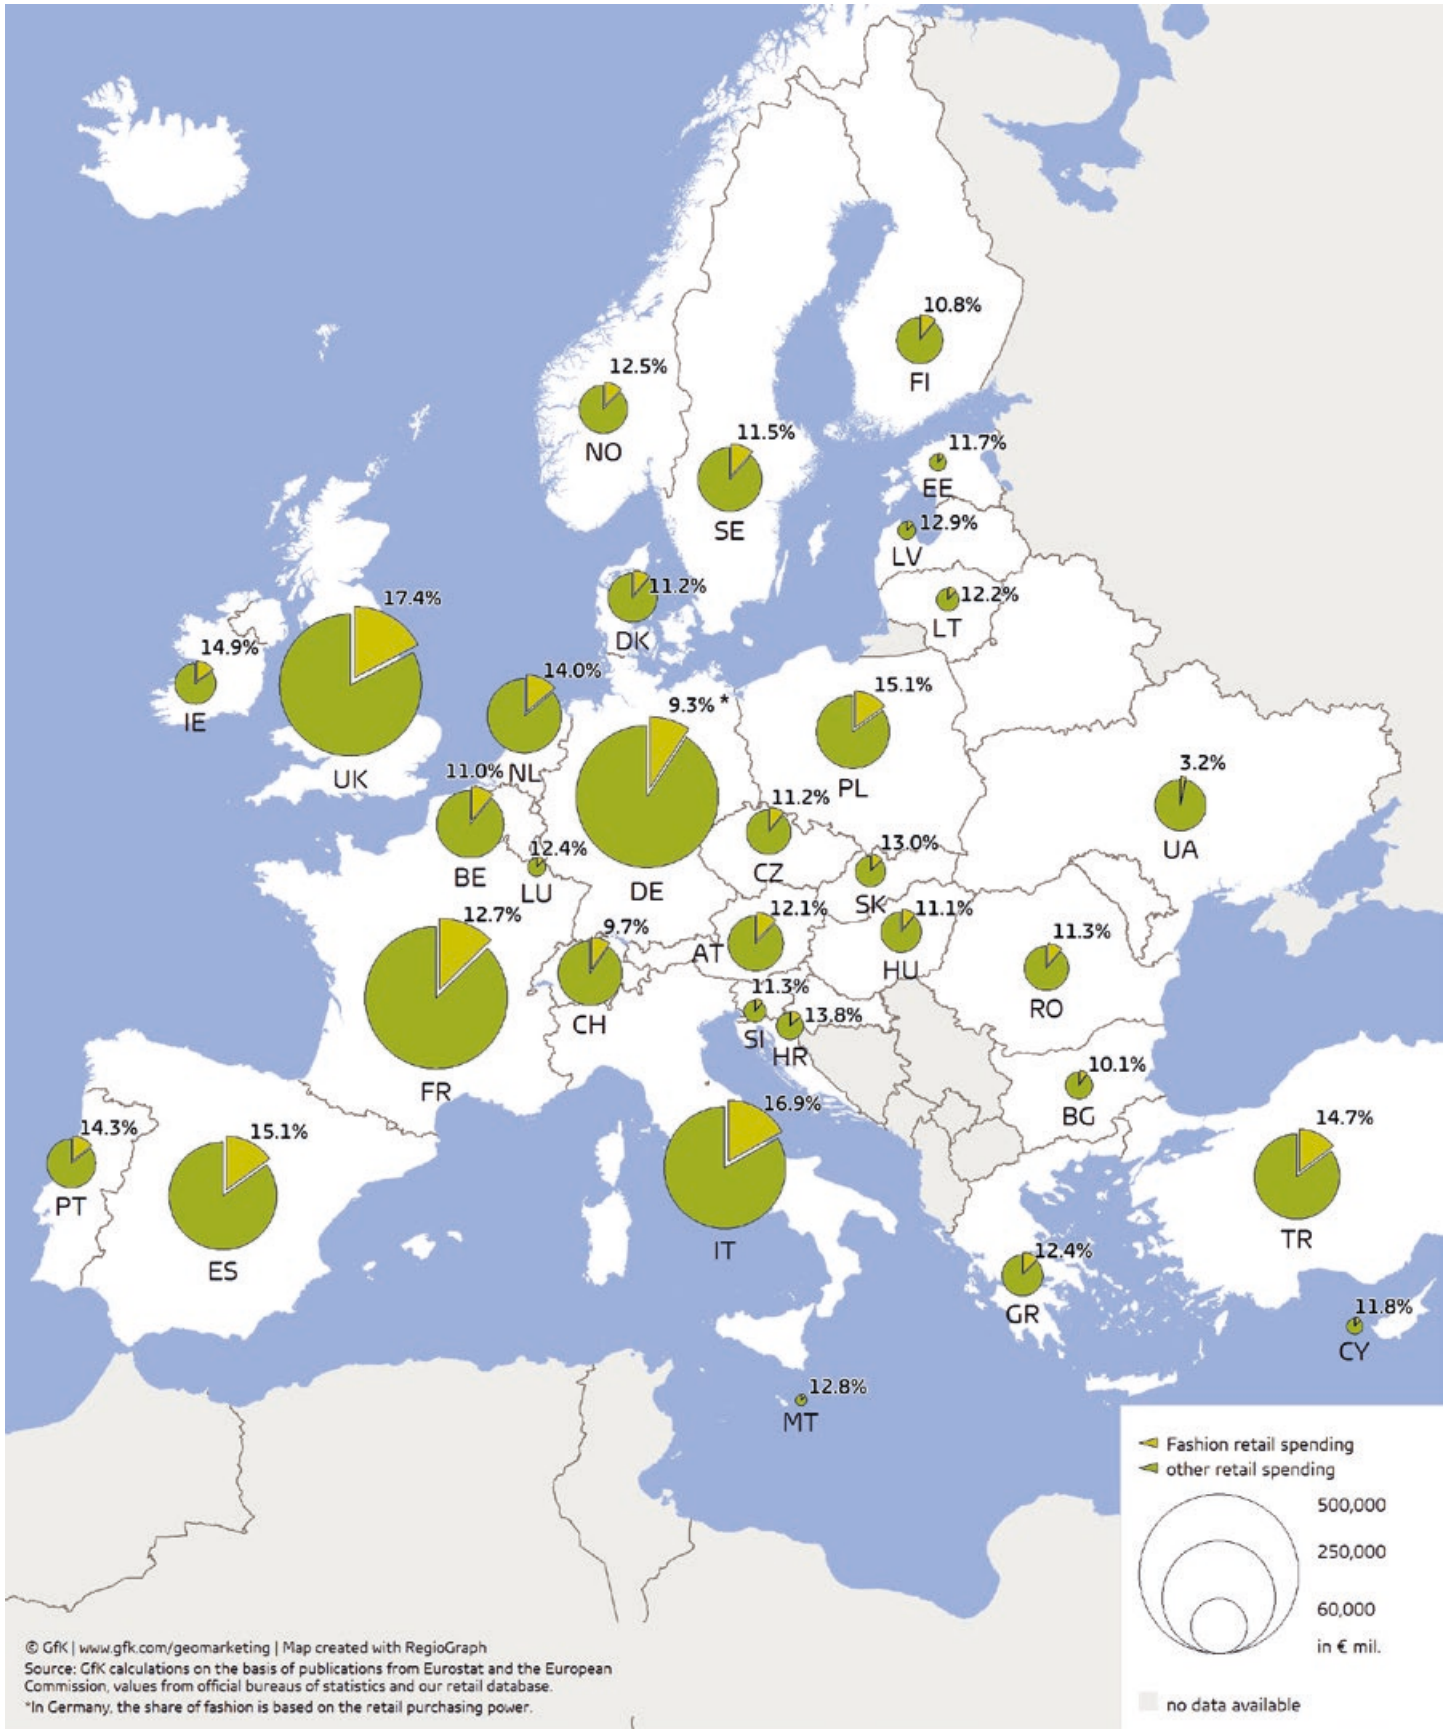 10.8%
FI
12.5%
NO
11.5%
SE
11.7%
EE
12.9%
LV
12.2%
LT
11.2%
DK
17.4%
UK
14.9%
IE
14.0%
NL
9.3% *
DE
15.1%
PL
3.2%
UA
11.0%
BE
12.4%
LU
11.2%
CZ
13.0%
SK
12.7%
FR
9.7%
CH
12.1%
AT
11.1%
HU
11.3%
RO
11.3%
SI
13.8%
HR
10.1%
BG
14.3%
PT
15.1%
ES
16.9%
IT
14.7%
TR
12.4%
GR
11.8%
CY
12.8%
MT
Fashion retail spending
other retail spending
500,000
250,000
60,000
in € mil.
no data available
© GfK | www.gfk.com/geomarketing | Map created with RegioGraph
Source: GfK calculations on the basis of publications from Eurostat and the European
Commission, values from official bureaus of statistics and our retail database.
*In Germany, the share of fashion is based on the retail purchasing power.